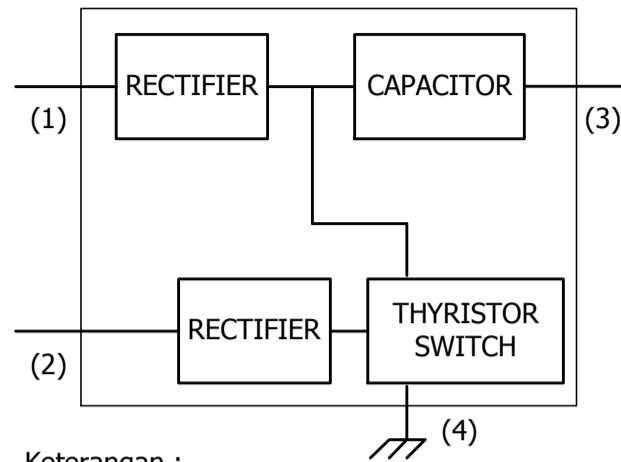 RECTIFIER
CAPACITOR
(1)
(3)
RECTIFIER
THYRISTOR
SWITCH
(2)
(4)
Keterangan :